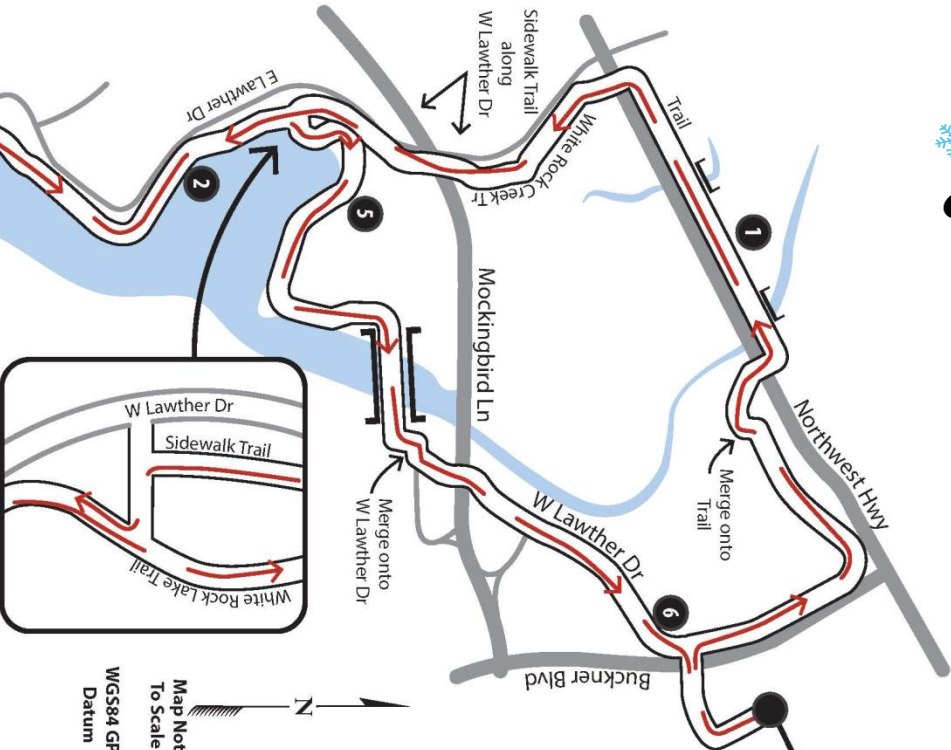 Sidewalk Trail
along
W Lawther Dr
Trail
E Lawther Dr
White Rock Creek Tr
1
2
5
Mockingbird Ln
Northwest Hwy
Merge onto
Trail
W Lawther Dr
Merge onto
W Lawther Dr
6
Buckner Blvd
W Lawther Dr
Sidewalk Trail
White Rock Lake Trail
N
Map Not
To Scale
WGS84 GP
Datum